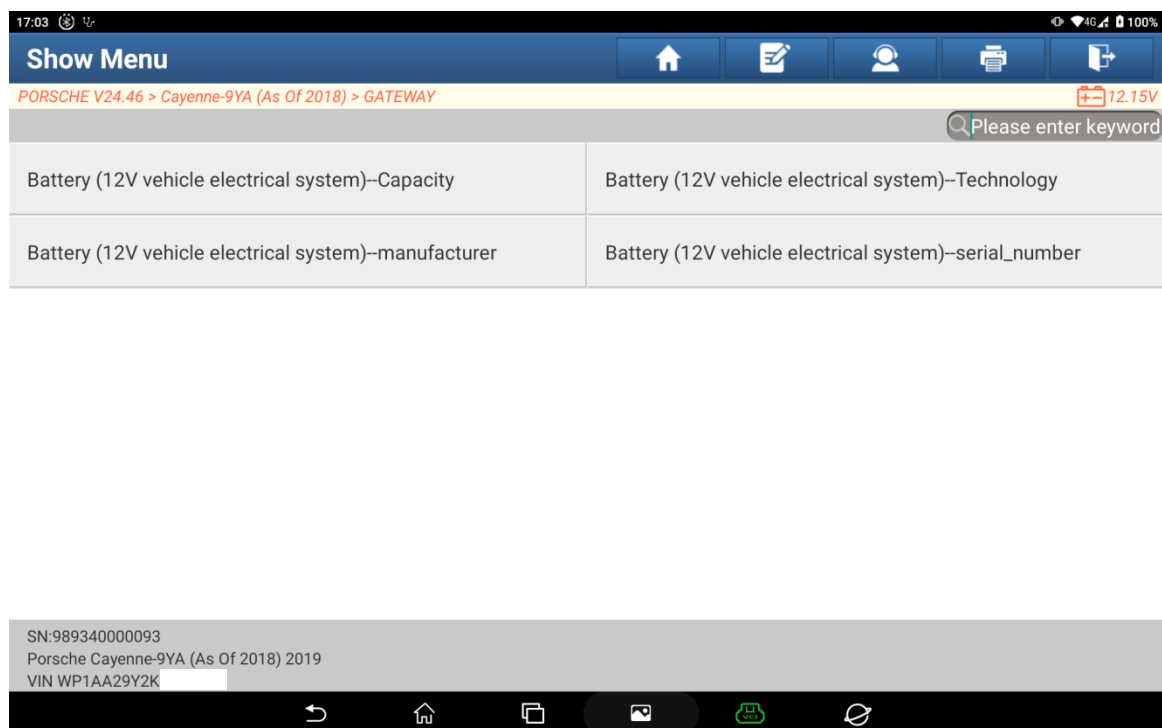 17:03 4G 100%
Show Menu
PORSCHE V24.46 > Cayenne-9YA (As Of 2018) > GATEWAY 12.15V
Please enter keyword
Battery (12V vehicle electrical system)--Capacity Battery (12V vehicle electrical system)--Technology
Battery (12V vehicle electrical system)--manufacturer Battery (12V vehicle electrical system)--serial_number
SN:989340000093
Porsche Cayenne-9YA (As Of 2018) 2019
VIN WP1AA29Y2K
VCI